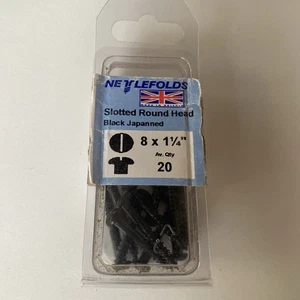 NETTLEFOLDS
Slotted Round Head
Black Japanned
8 x 1¼"
Av. Qty
20